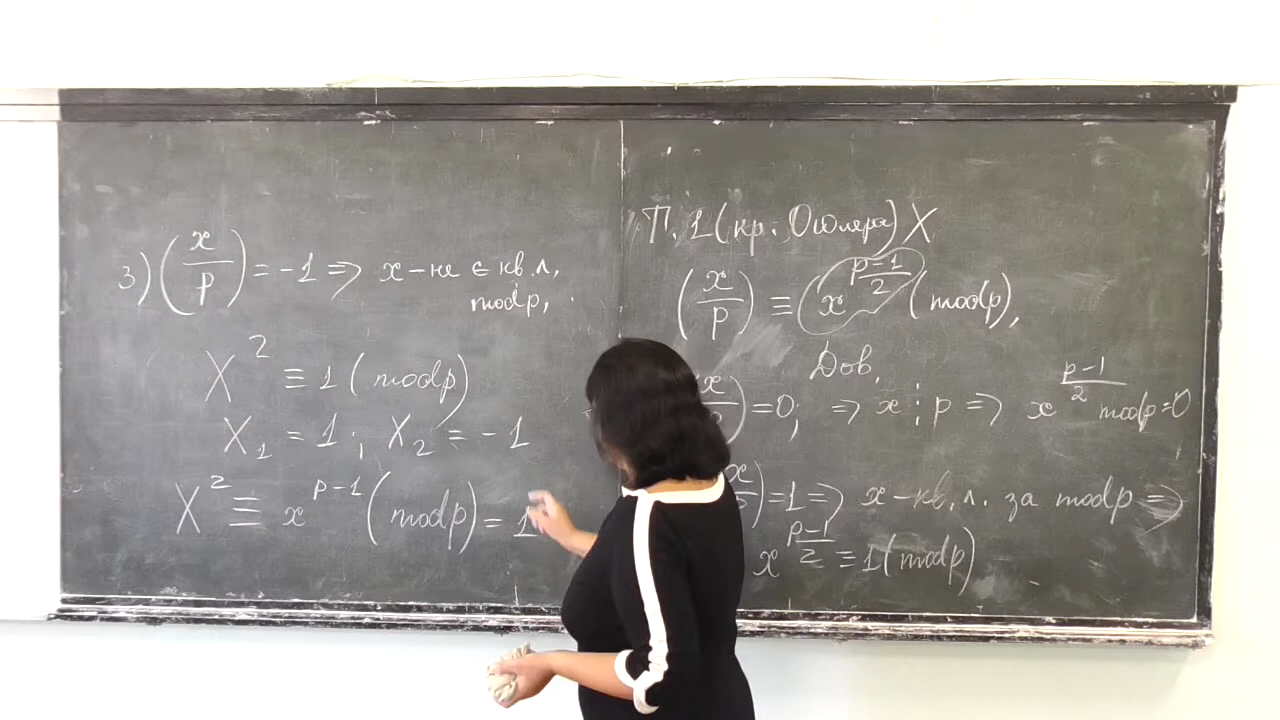 3) (x/p) = -1 => x - не є кв. л,
mod p,
X² ≡ 1 (mod p)
X₁ = 1 ; X₂ = -1
X² ≡ x^(p-1) (mod p) = 1
Т. 1 (кр. Ойлера) X
(x/p) ≡ x^((p-1)/2) (mod p),
Дов,
= 0; => x ⋮ p => x^((p-1)/2) mod p = 0
= 1 => x - кв. л. за mod p =>
x^((p-1)/2) ≡ 1 (mod p)